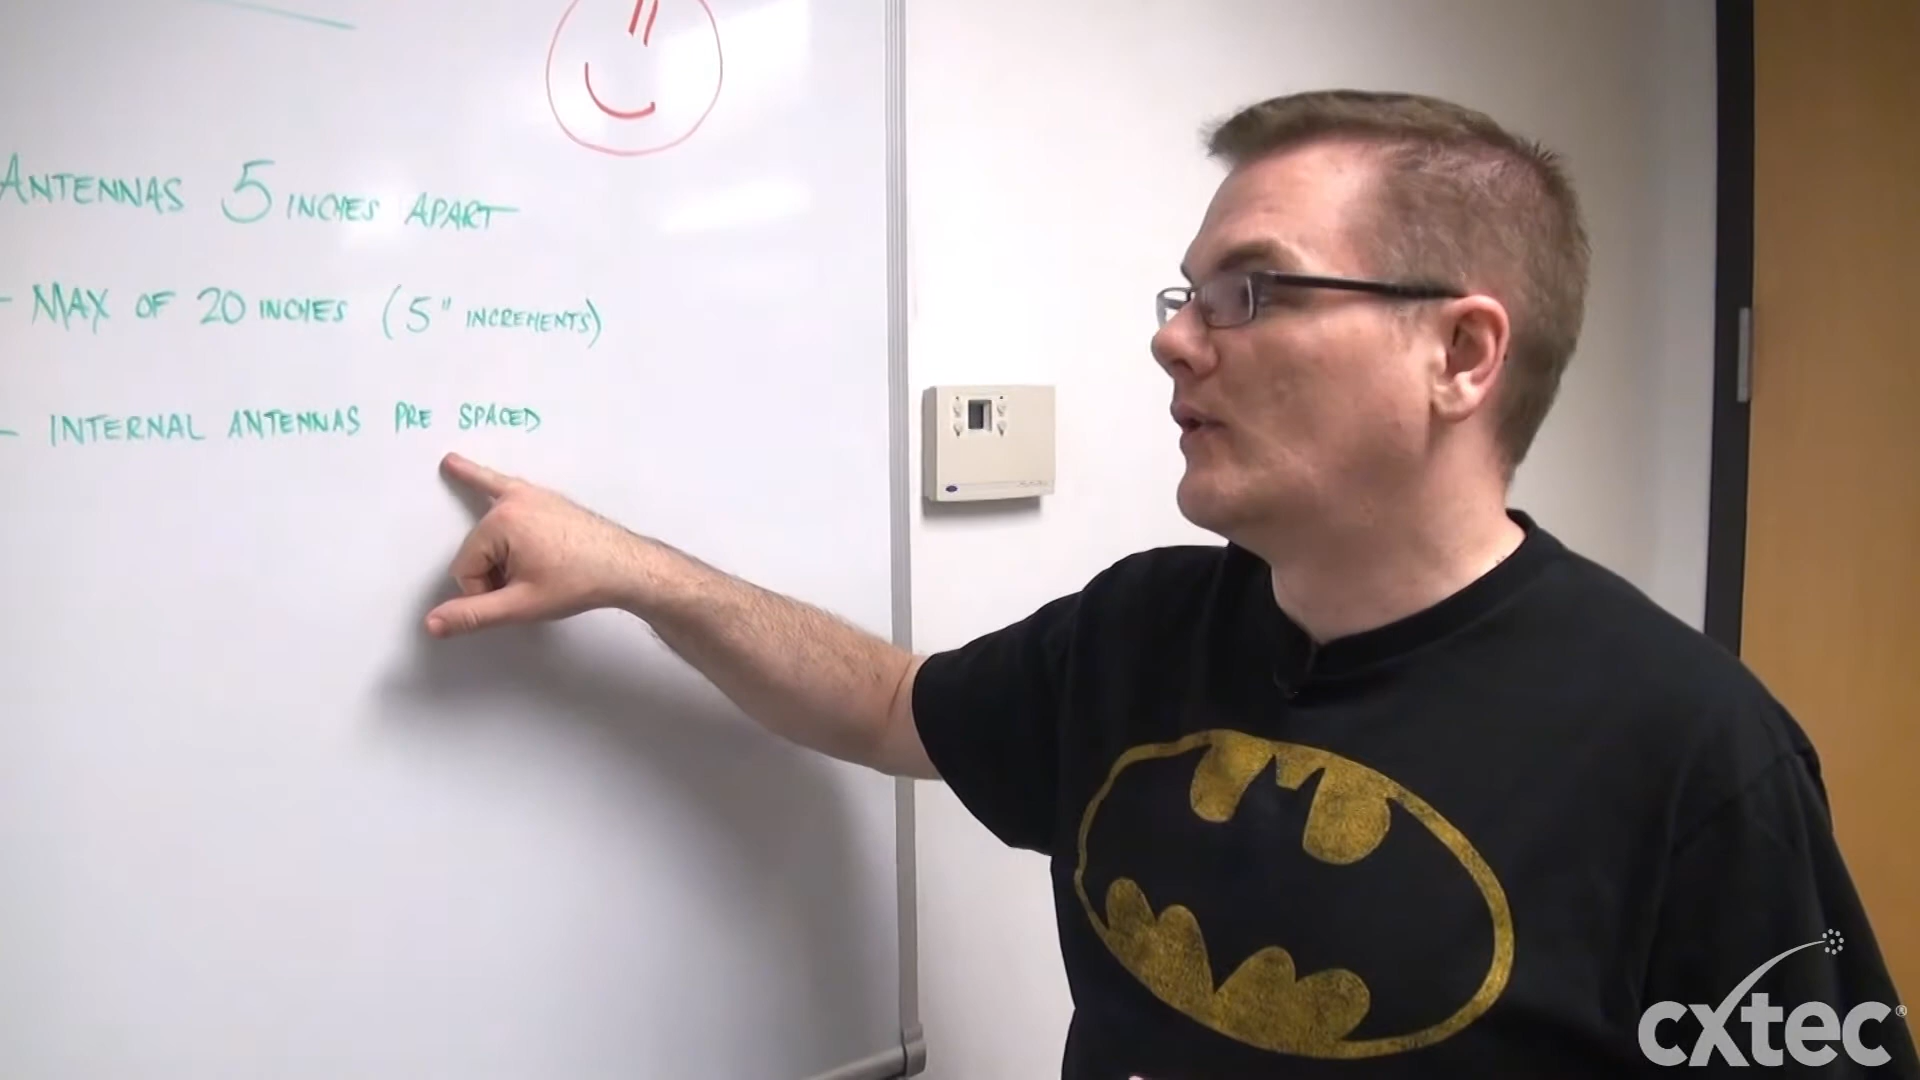 ANTENNAS 5 INCHES APART
- MAX OF 20 INCHES (5" INCREMENTS)
- INTERNAL ANTENNAS PRE SPACED
cxtec®